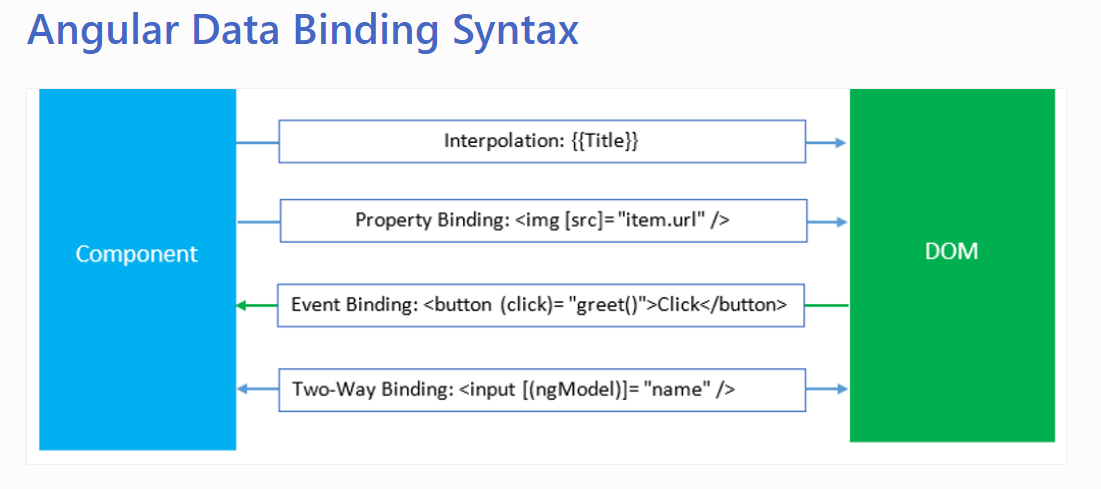 Angular Data Binding Syntax
Interpolation: {{Title}}
Property Binding: <img [src]="item.url" />
Component
DOM
Event Binding: <button (click)= "greet()">Click</button>
Two-Way Binding: <input [(ngModel)]= "name" />